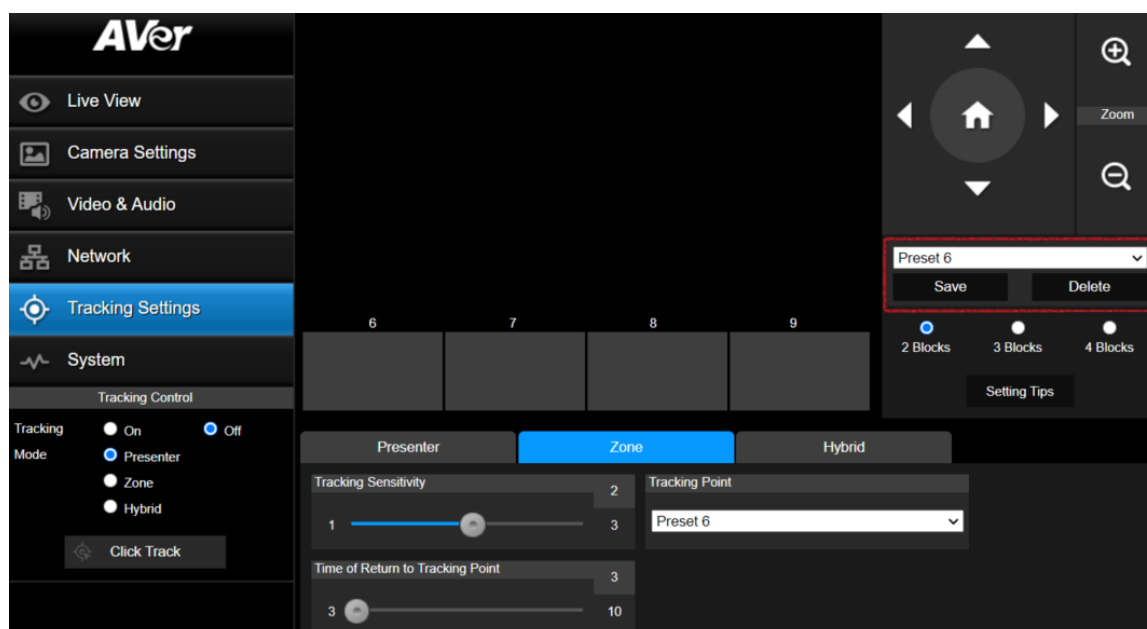 AVer
Live View
Camera Settings
Video & Audio
Network
Tracking Settings
System
Tracking Control
Tracking On Off
Mode Presenter
Zone
Hybrid
Click Track
6 7 8 9
Zoom
Preset 6
Save Delete
2 Blocks 3 Blocks 4 Blocks
Setting Tips
Presenter Zone Hybrid
Tracking Sensitivity 2
1 3
Tracking Point
Preset 6
Time of Return to Tracking Point 3
3 10